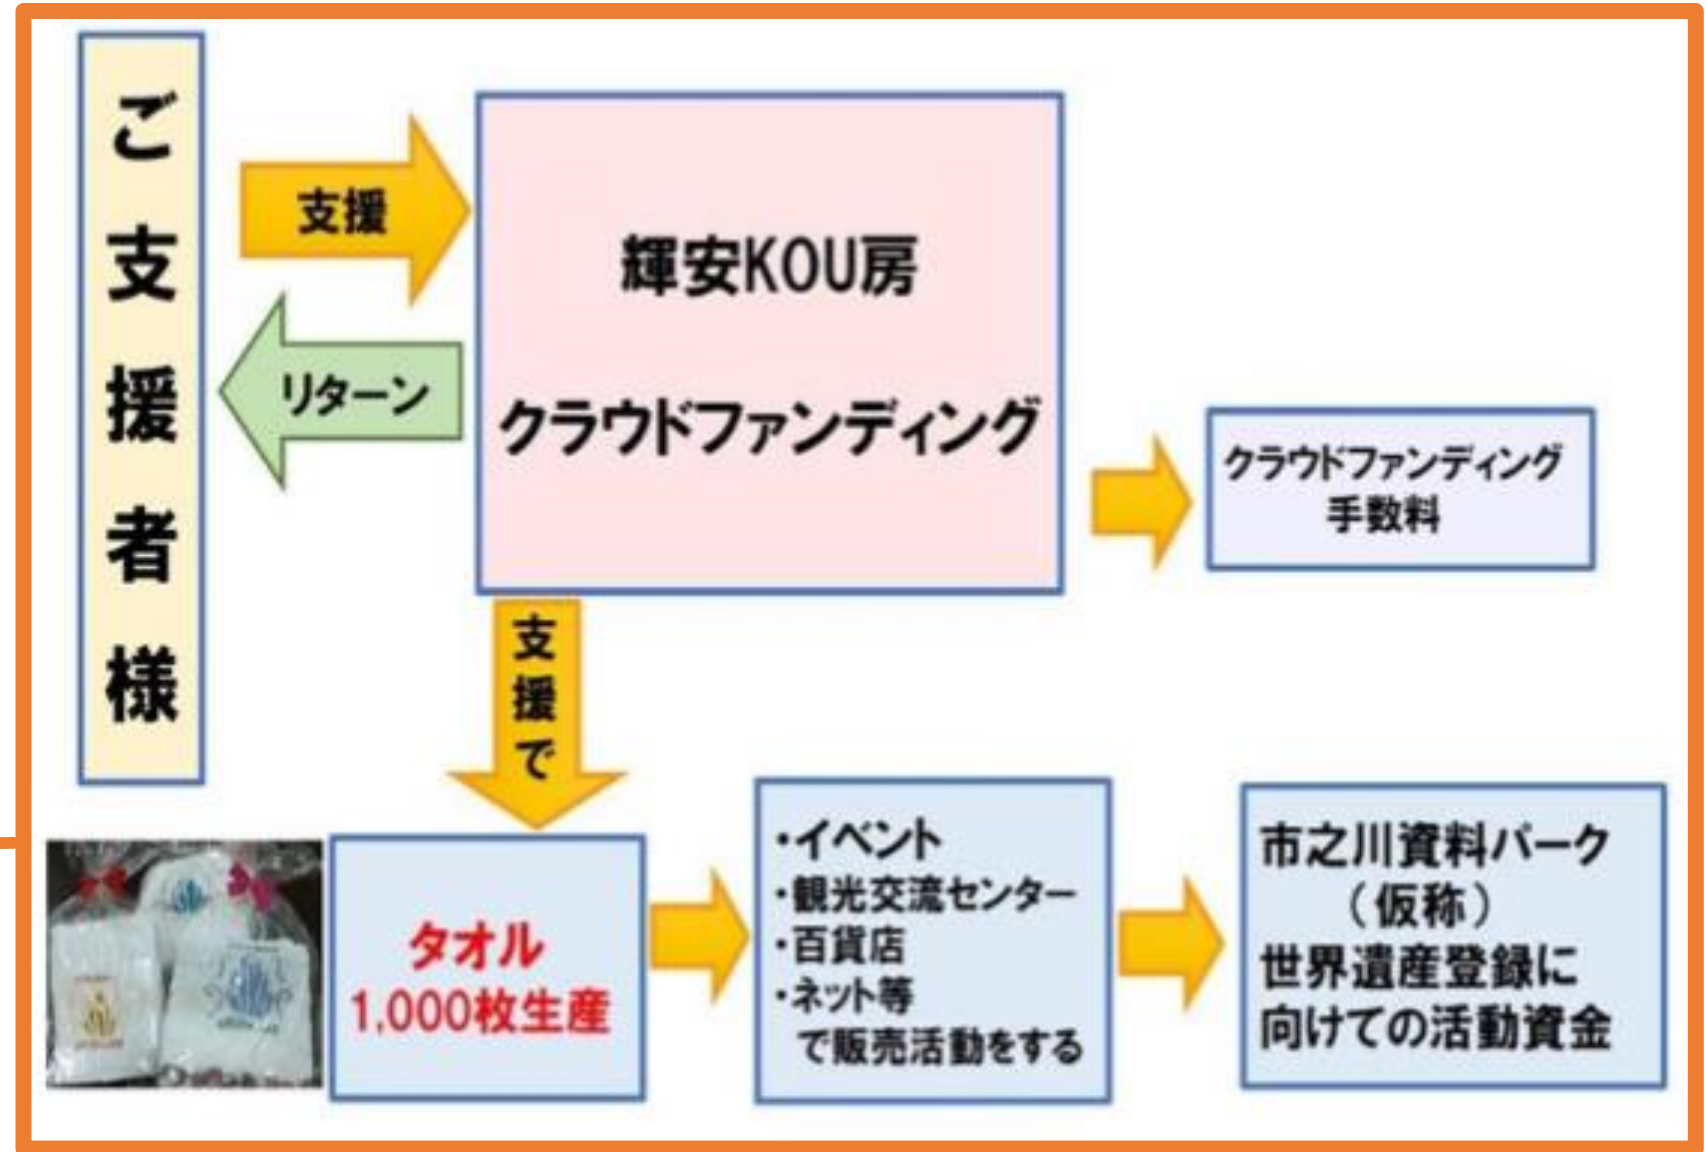 ご支援者様
支援
リターン
輝安KOU房
クラウドファンディング
クラウドファンディング
手数料
支援で
タオル
1,000枚生産
・イベント
・観光交流センター
・百貨店
・ネット等
で販売活動をする
市之川資料パーク
（仮称）
世界遺産登録に
向けての活動資金